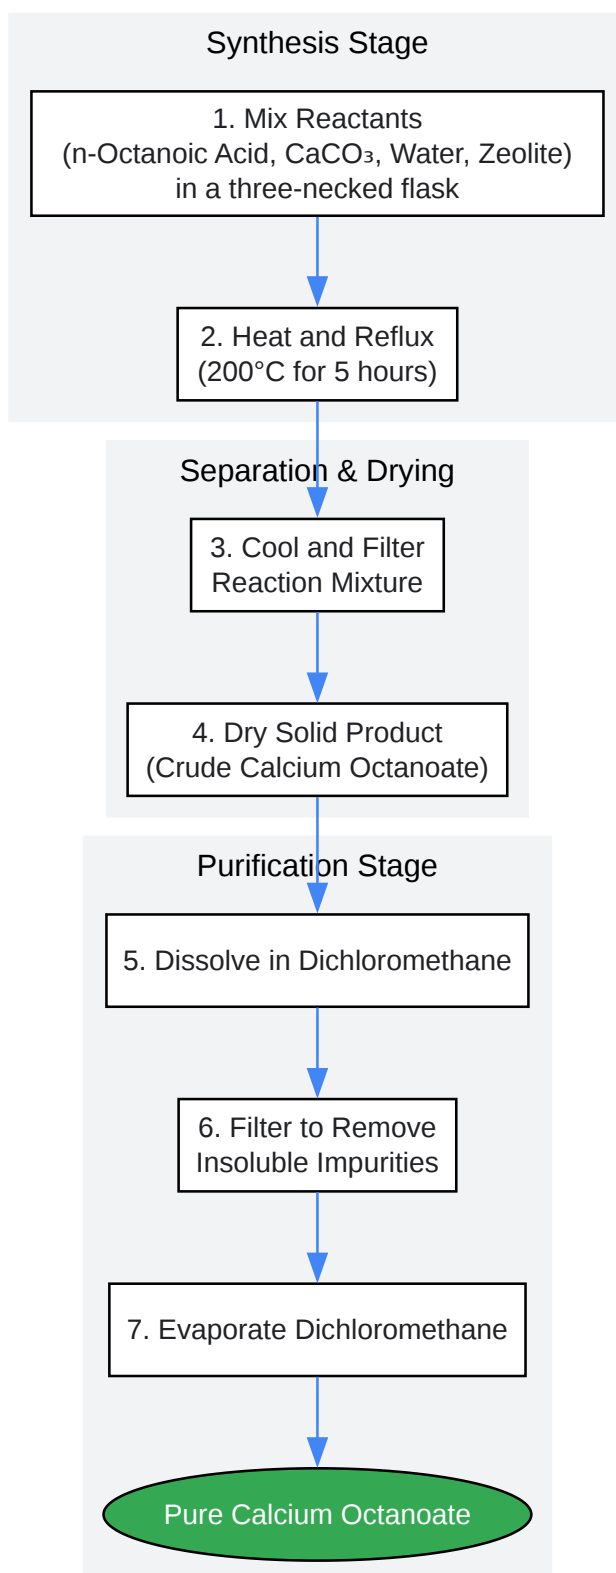 Synthesis Stage
1. Mix Reactants
(n-Octanoic Acid, CaCO₃, Water, Zeolite)
in a three-necked flask
2. Heat and Reflux
(200°C for 5 hours)
Separation & Drying
3. Cool and Filter
Reaction Mixture
4. Dry Solid Product
(Crude Calcium Octanoate)
Purification Stage
5. Dissolve in Dichloromethane
6. Filter to Remove
Insoluble Impurities
7. Evaporate Dichloromethane
Pure Calcium Octanoate